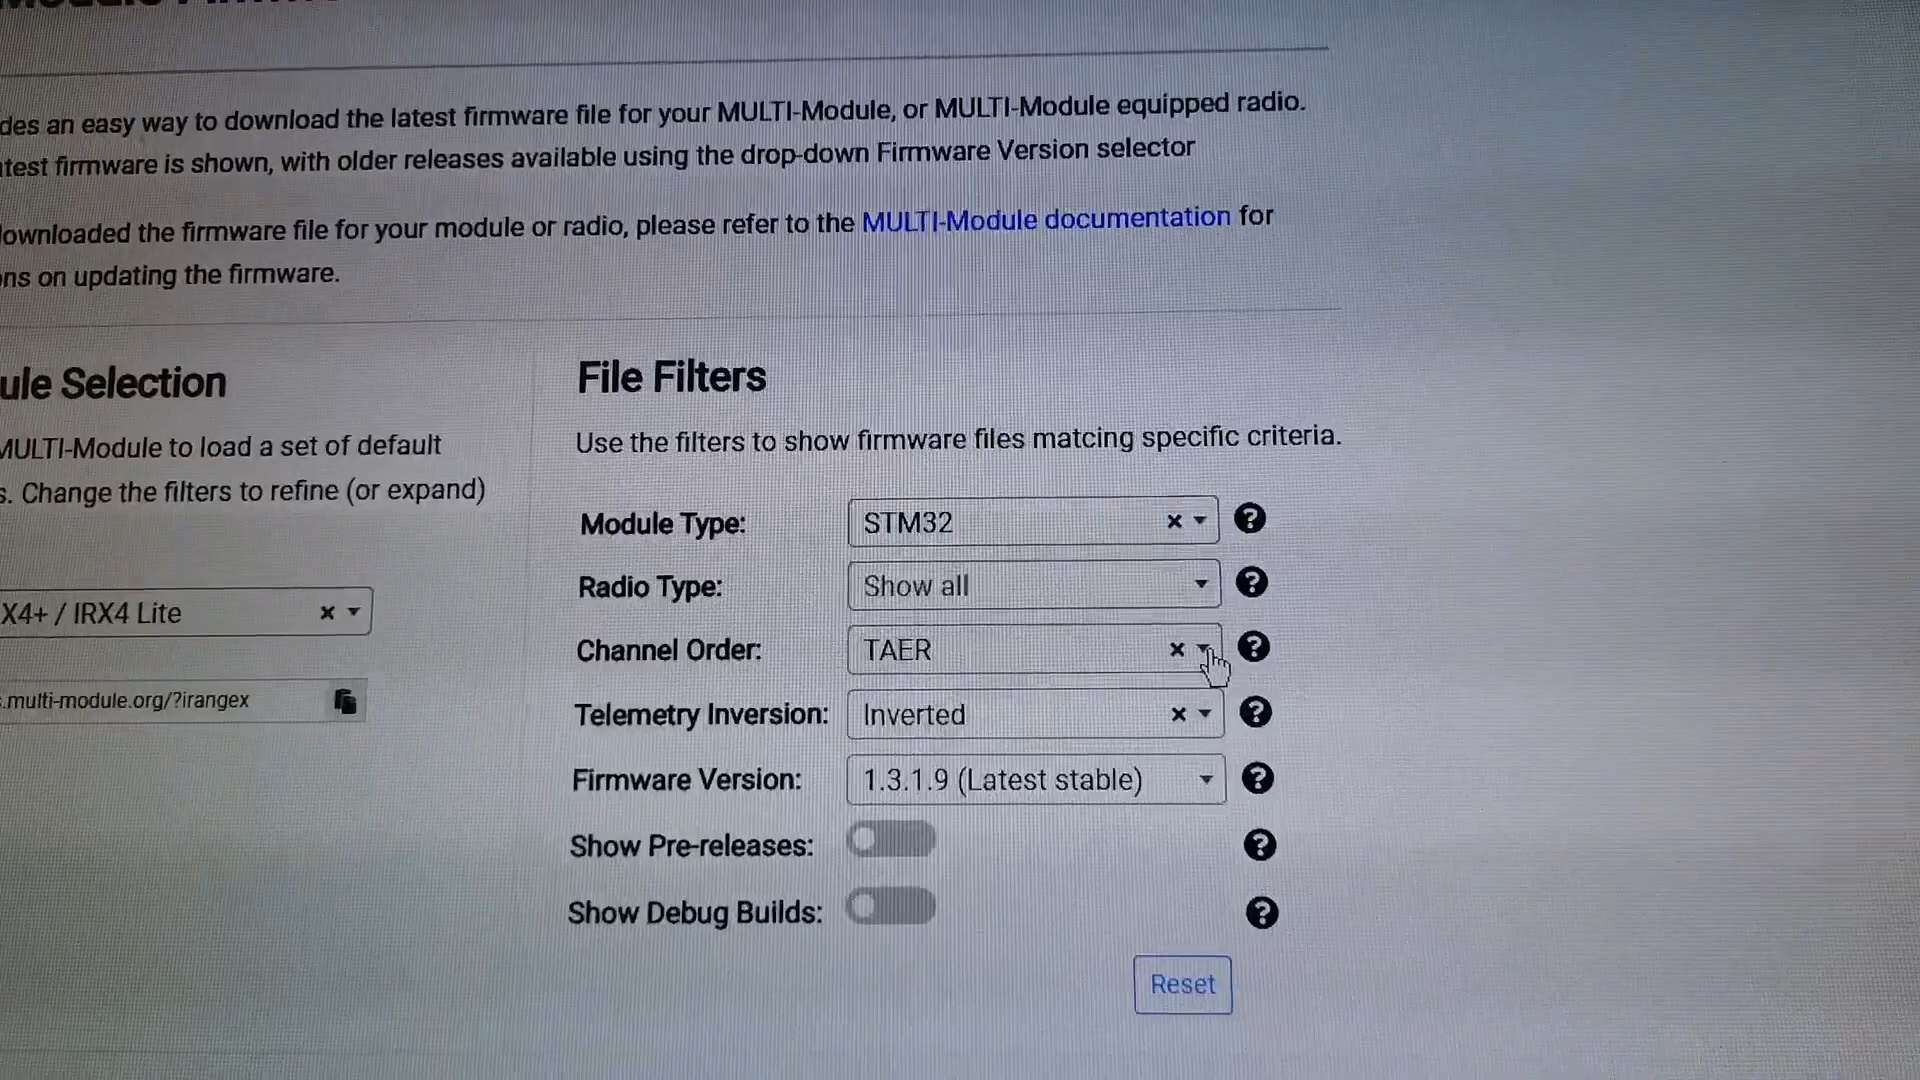 des an easy way to download the latest firmware file for your MULTI-Module, or MULTI-Module equipped radio.
test firmware is shown, with older releases available using the drop-down Firmware Version selector
ownloaded the firmware file for your module or radio, please refer to the MULTI-Module documentation for
ns on updating the firmware.
ule Selection
MULTI-Module to load a set of default
s. Change the filters to refine (or expand)
X4+ / IRX4 Lite
.multi-module.org/?irangex
File Filters
Use the filters to show firmware files matcing specific criteria.
Module Type: STM32
Radio Type: Show all
Channel Order: TAER
Telemetry Inversion: Inverted
Firmware Version: 1.3.1.9 (Latest stable)
Show Pre-releases:
Show Debug Builds:
Reset